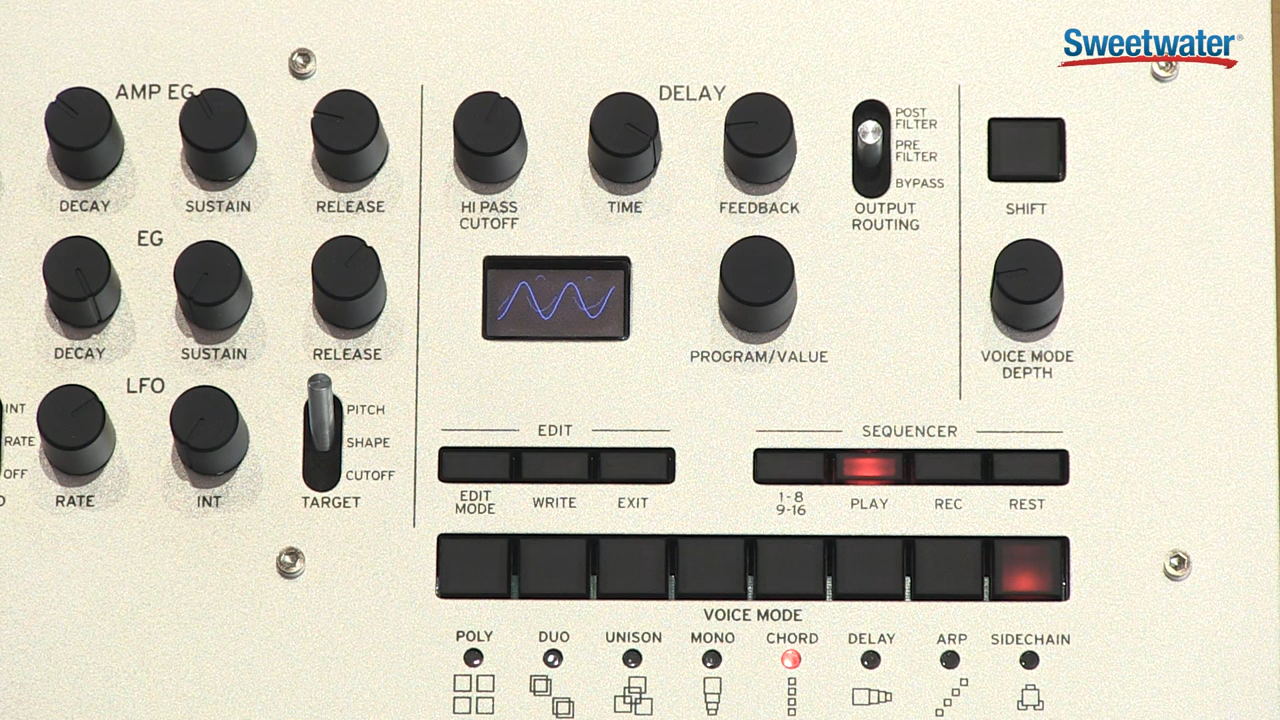 Sweetwater®
AMP EG
DECAY
SUSTAIN
RELEASE
DELAY
HI PASS
CUTOFF
TIME
FEEDBACK
POST
FILTER
PRE
FILTER
BYPASS
OUTPUT
ROUTING
SHIFT
EG
DECAY
SUSTAIN
RELEASE
PROGRAM/VALUE
VOICE MODE
DEPTH
LFO
INT
RATE
OFF
RATE
INT
PITCH
SHAPE
CUTOFF
TARGET
EDIT
EDIT
MODE
WRITE
EXIT
SEQUENCER
1-8
9-16
PLAY
REC
REST
VOICE MODE
POLY
DUO
UNISON
MONO
CHORD
DELAY
ARP
SIDECHAIN